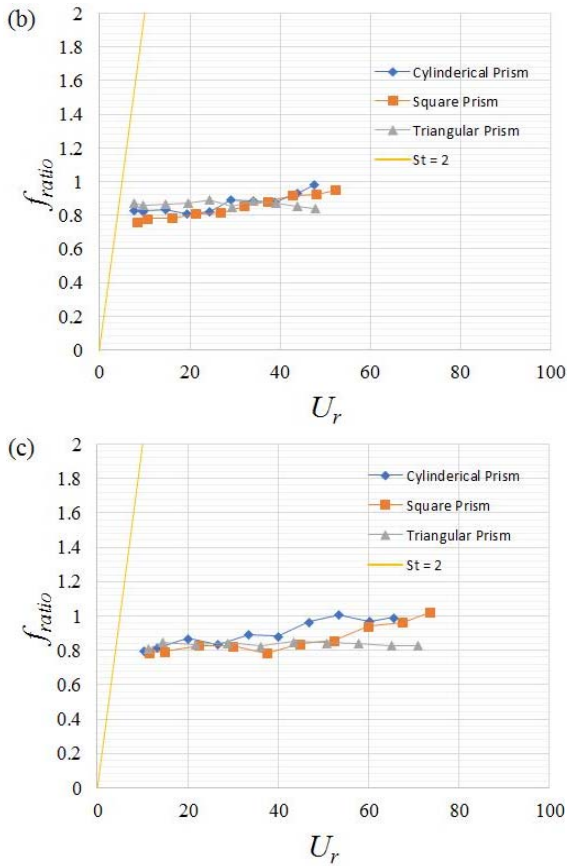 (b)
2
1.8
1.6
1.4
1.2
1
0.8
0.6
0.4
0.2
0
f_ratio
Cylinderical Prism
Square Prism
Triangular Prism
St = 2
0 20 40 60 80 100
U_r
(c)
2
1.8
1.6
1.4
1.2
1
0.8
0.6
0.4
0.2
0
f_ratio
Cylinderical Prism
Square Prism
Triangular Prism
St = 2
0 20 40 60 80 100
U_r